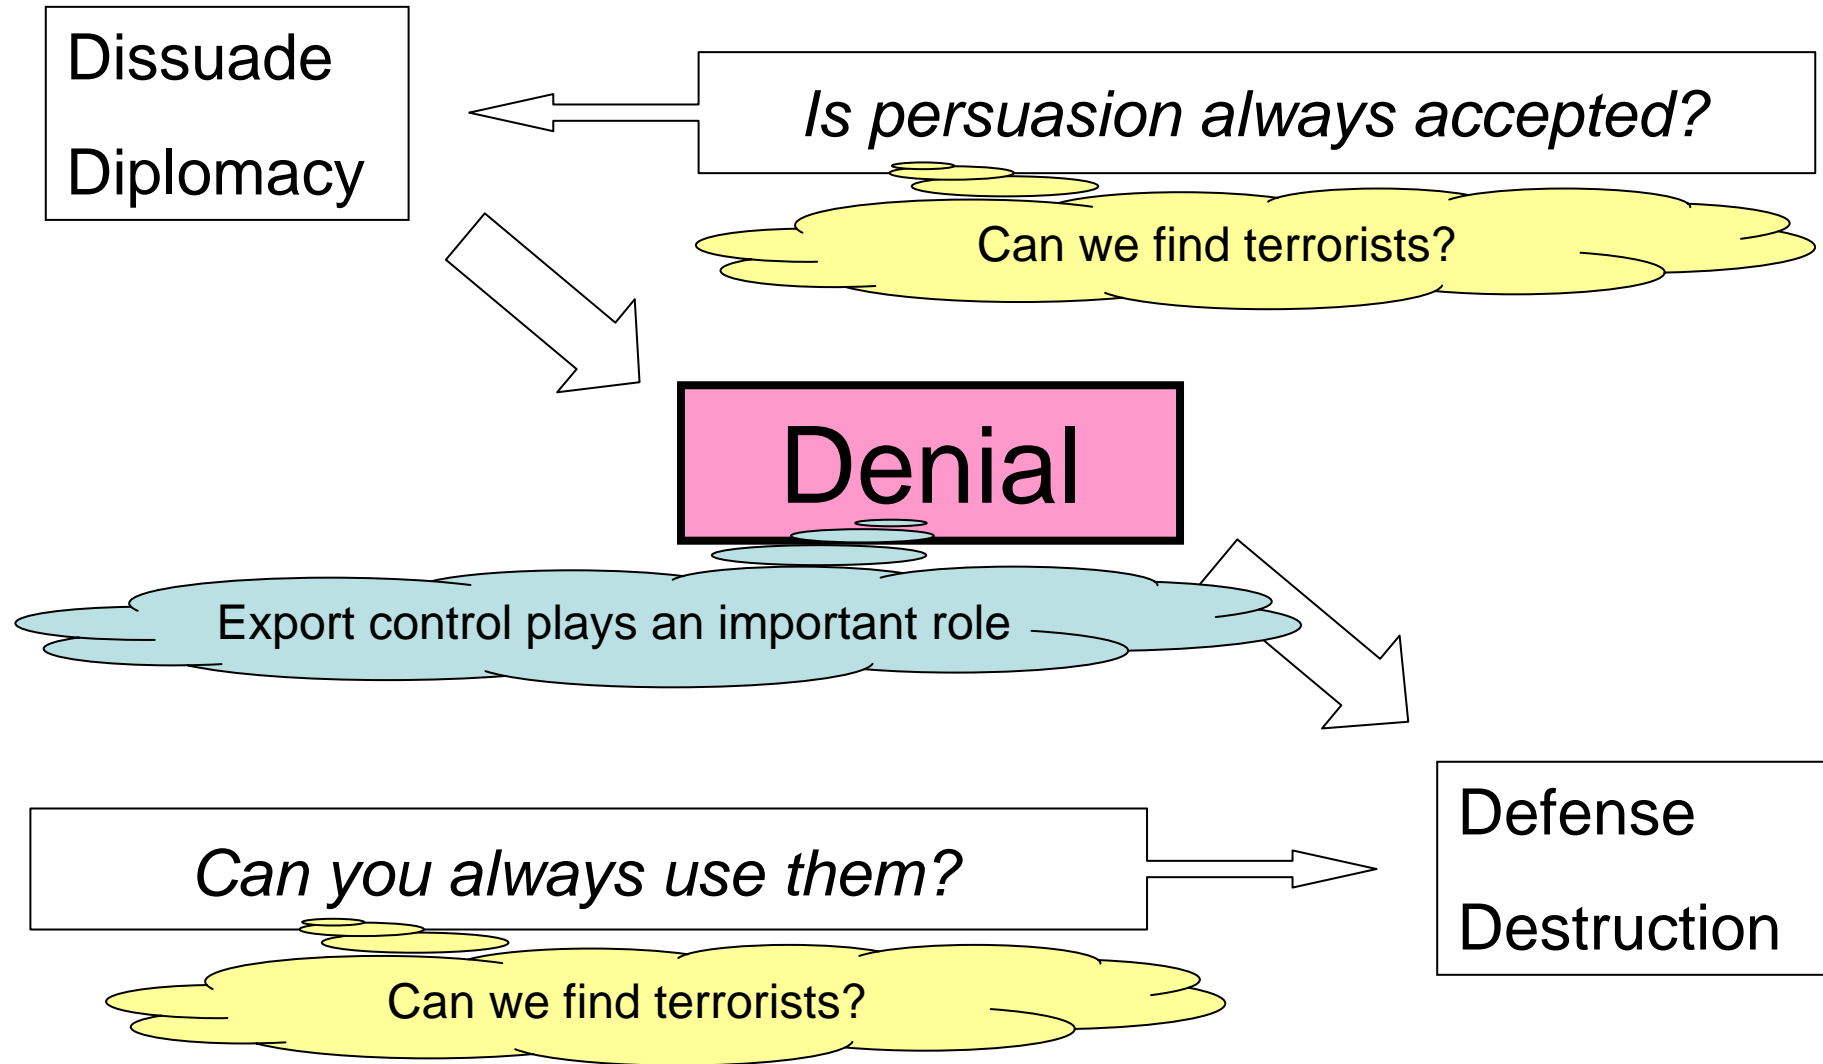 Dissuade
Diplomacy
Is persuasion always accepted?
Can we find terrorists?
Denial
Export control plays an important role
Can you always use them?
Can we find terrorists?
Defense
Destruction